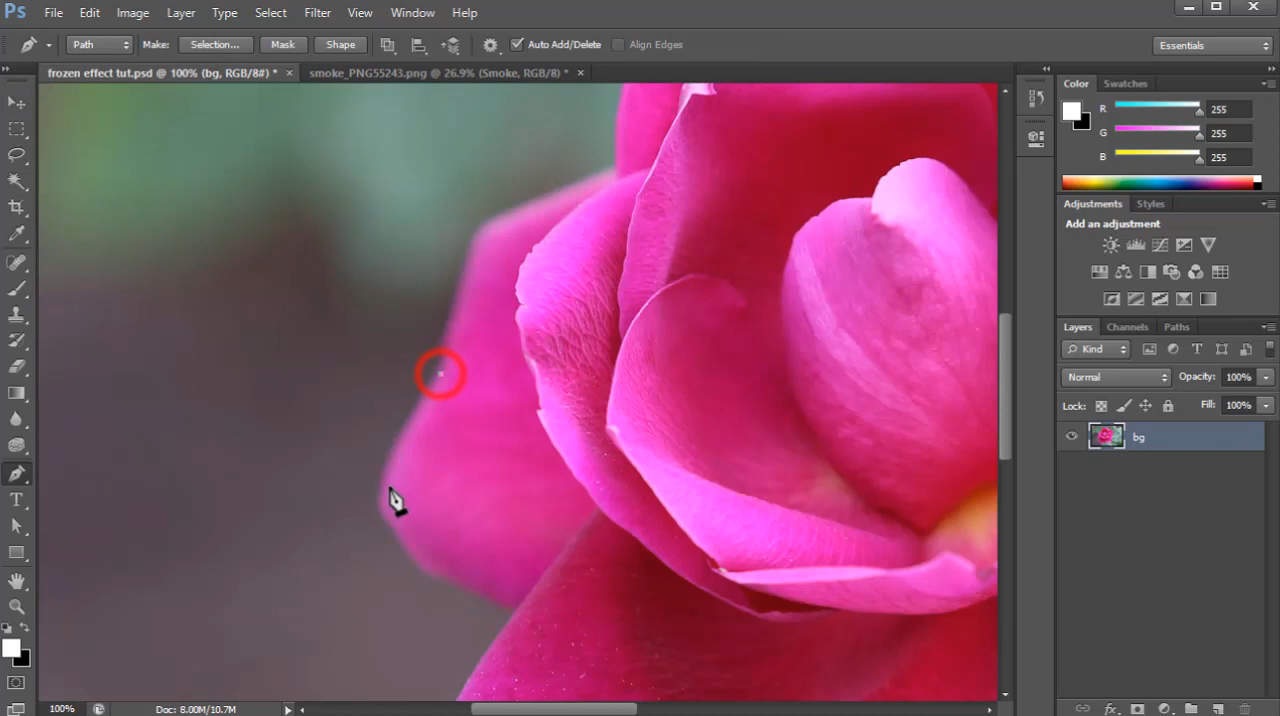 Ps File Edit Image Layer Type Select Filter View Window Help
Path Make: Selection... Mask Shape Auto Add/Delete Align Edges Essentials
frozen effect tut.psd @ 100% (bg, RGB/8#) * × smoke_PNG55243.png @ 26.9% (Smoke, RGB/8) * ×
Color Swatches
R 255
G 255
B 255
Adjustments Styles
Add an adjustment
Layers Channels Paths
Kind
Normal Opacity: 100%
Lock: Fill: 100%
bg
100% Doc: 8.00M/10.7M